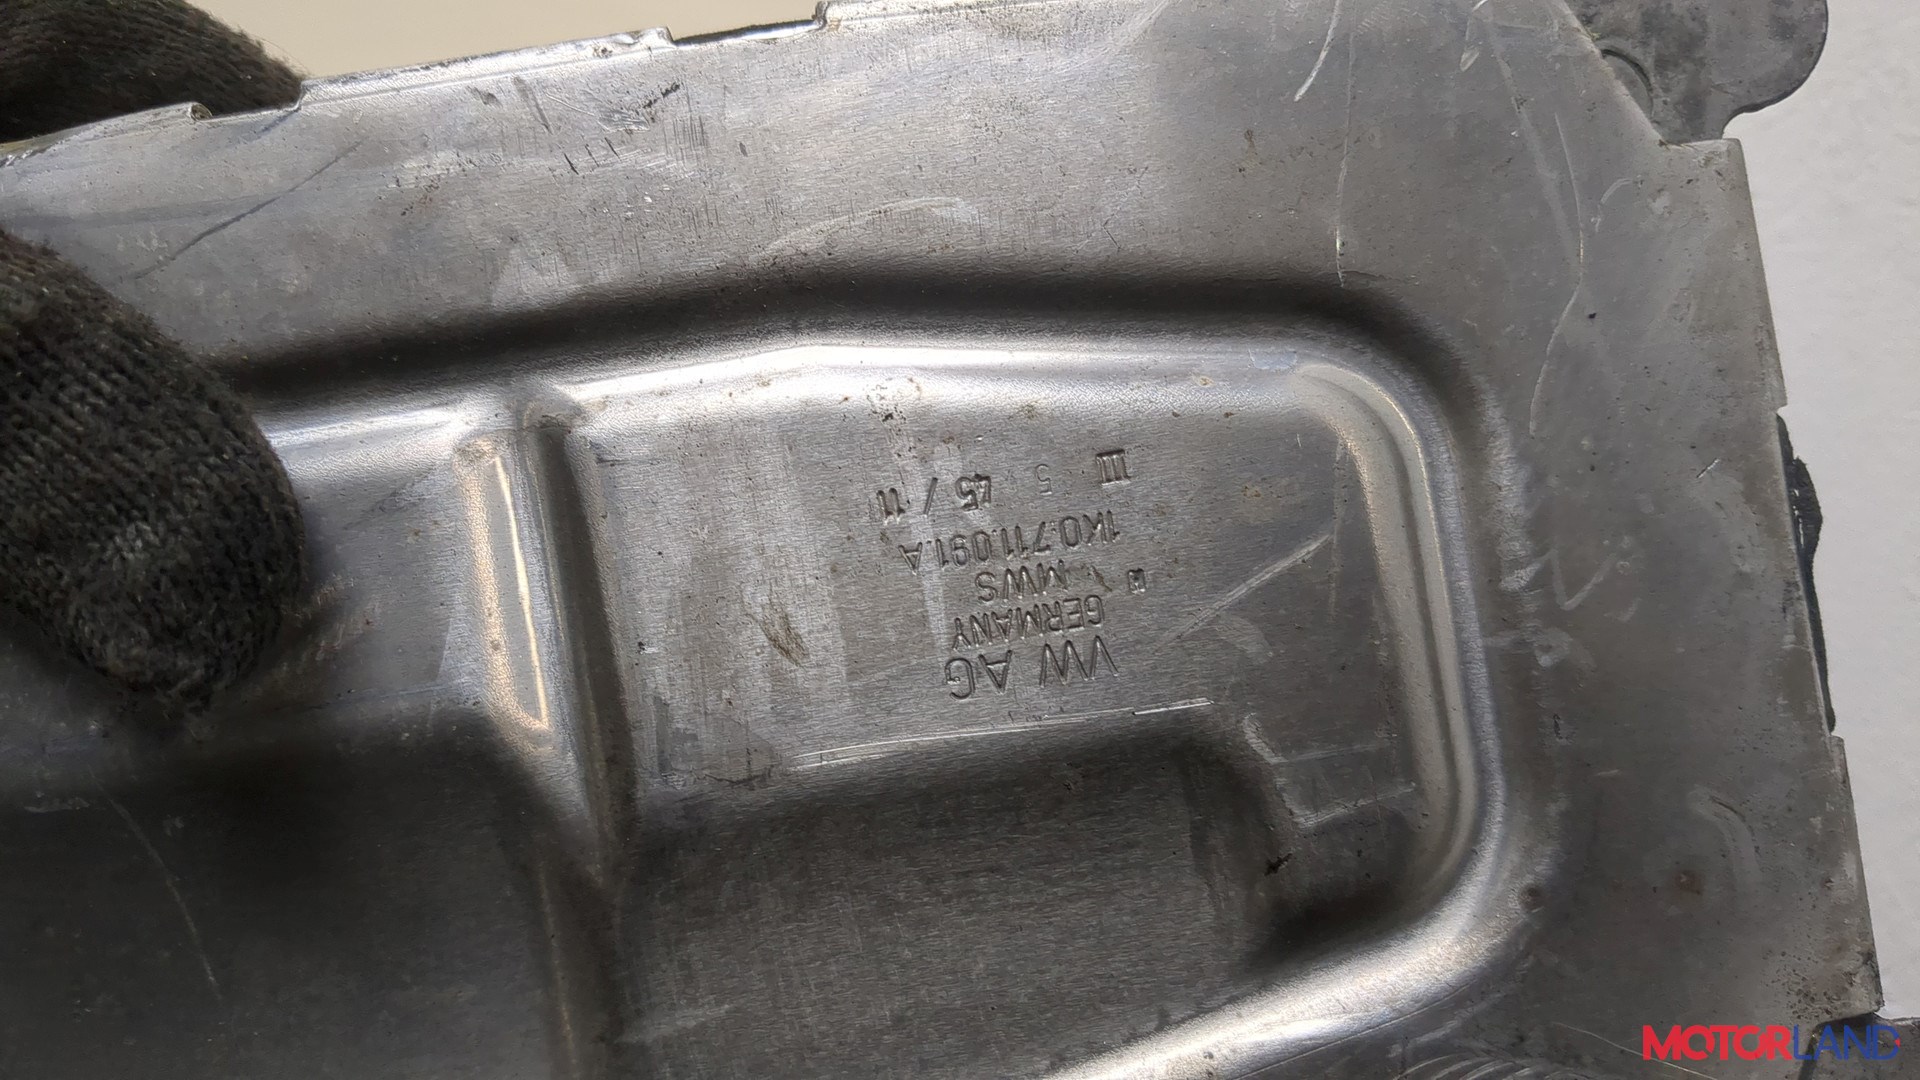 VW AG
GERMANY
MWS
1K0.711.091.A
45 / 11
III 5
MOTORLAND